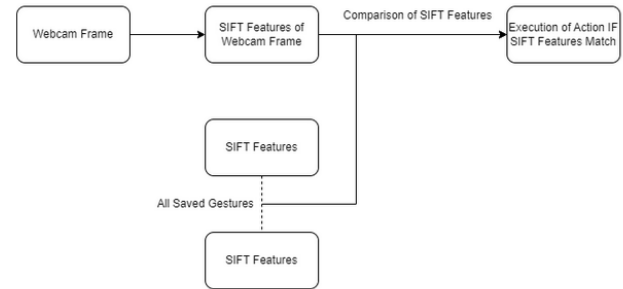 Comparison of SIFT Features
Webcam Frame
SIFT Features of
Webcam Frame
Execution of Action IF
SIFT Features Match
SIFT Features
All Saved Gestures
SIFT Features